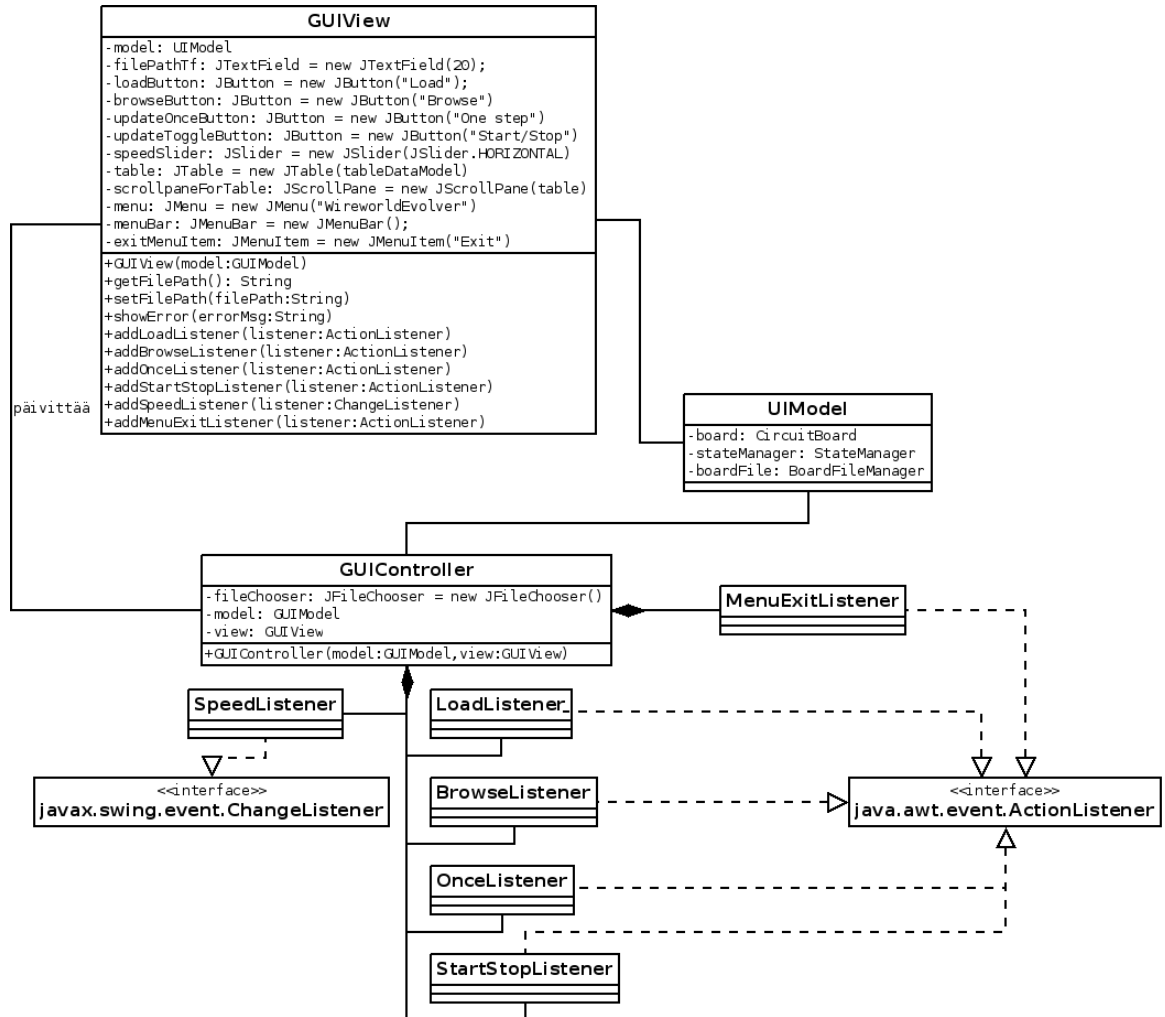 GUIView
-model: UIModel
-filePathTf: JTextField = new JTextField(20);
-loadButton: JButton = new JButton("Load");
-browseButton: JButton = new JButton("Browse")
-updateOnceButton: JButton = new JButton("One step")
-updateToggleButton: JButton = new JButton("Start/Stop")
-speedSlider: JSlider = new JSlider(JSlider.HORIZONTAL)
-table: JTable = new JTable(tableDataModel)
-scrollpaneForTable: JScrollPane = new JScrollPane(table)
-menu: JMenu = new JMenu("WireworldEvolver")
-menuBar: JMenuBar = new JMenuBar();
-exitMenuItem: JMenuItem = new JMenuItem("Exit")
+GUIView(model:GUIModel)
+getFilePath(): String
+setFilePath(filePath:String)
+showError(errorMsg:String)
+addLoadListener(listener:ActionListener)
+addBrowseListener(listener:ActionListener)
+addOnceListener(listener:ActionListener)
+addStartStopListener(listener:ActionListener)
+addSpeedListener(listener:ChangeListener)
+addMenuExitListener(listener:ActionListener)
päivittää
UIModel
-board: CircuitBoard
-stateManager: StateManager
-boardFile: BoardFileManager
GUIController
-fileChooser: JFileChooser = new JFileChooser()
-model: GUIModel
-view: GUIView
+GUIController(model:GUIModel,view:GUIView)
MenuExitListener
SpeedListener
LoadListener
<<interface>>
javax.swing.event.ChangeListener
BrowseListener
<<interface>>
java.awt.event.ActionListener
OnceListener
StartStopListener